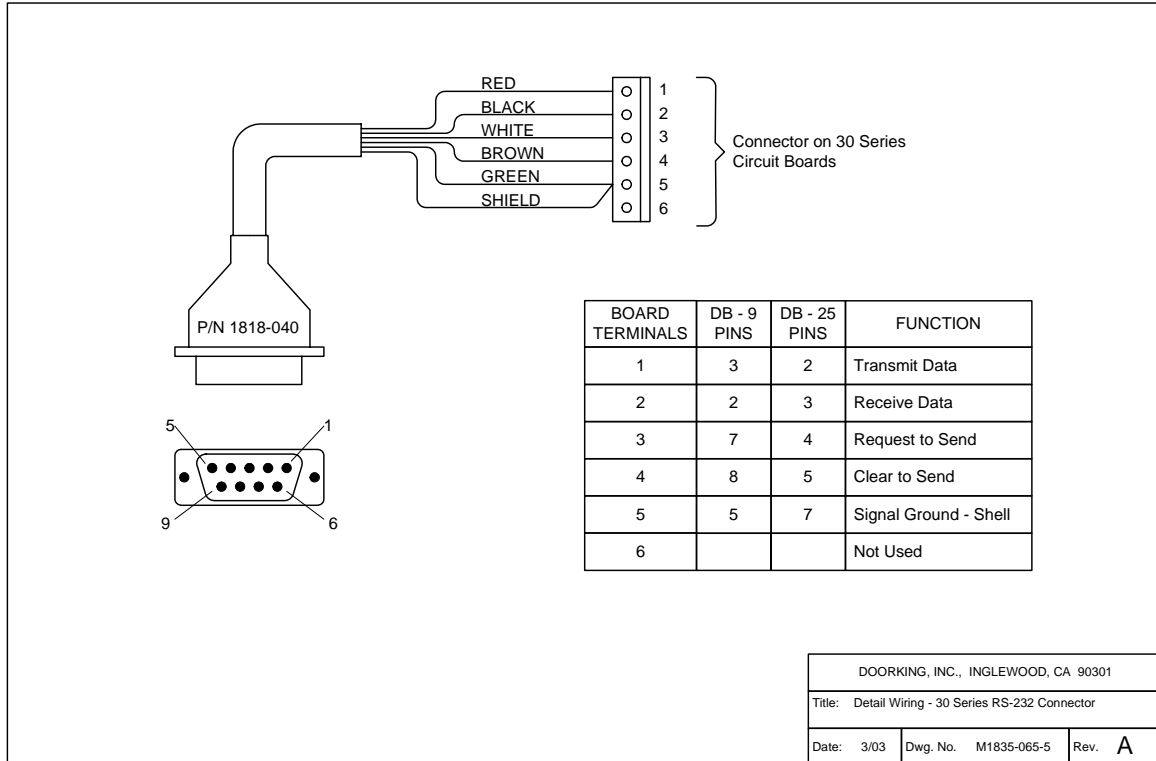 RED
BLACK
WHITE
BROWN
GREEN
SHIELD
1
2
3
4
5
6
Connector on 30 Series
Circuit Boards
P/N 1818-040
5 1
9 6
BOARD TERMINALS DB - 9 PINS DB - 25 PINS FUNCTION
1 3 2 Transmit Data
2 2 3 Receive Data
3 7 4 Request to Send
4 8 5 Clear to Send
5 5 7 Signal Ground - Shell
6 Not Used
DOORKING, INC., INGLEWOOD, CA 90301
Title: Detail Wiring - 30 Series RS-232 Connector
Date: 3/03 Dwg. No. M1835-065-5 Rev. A